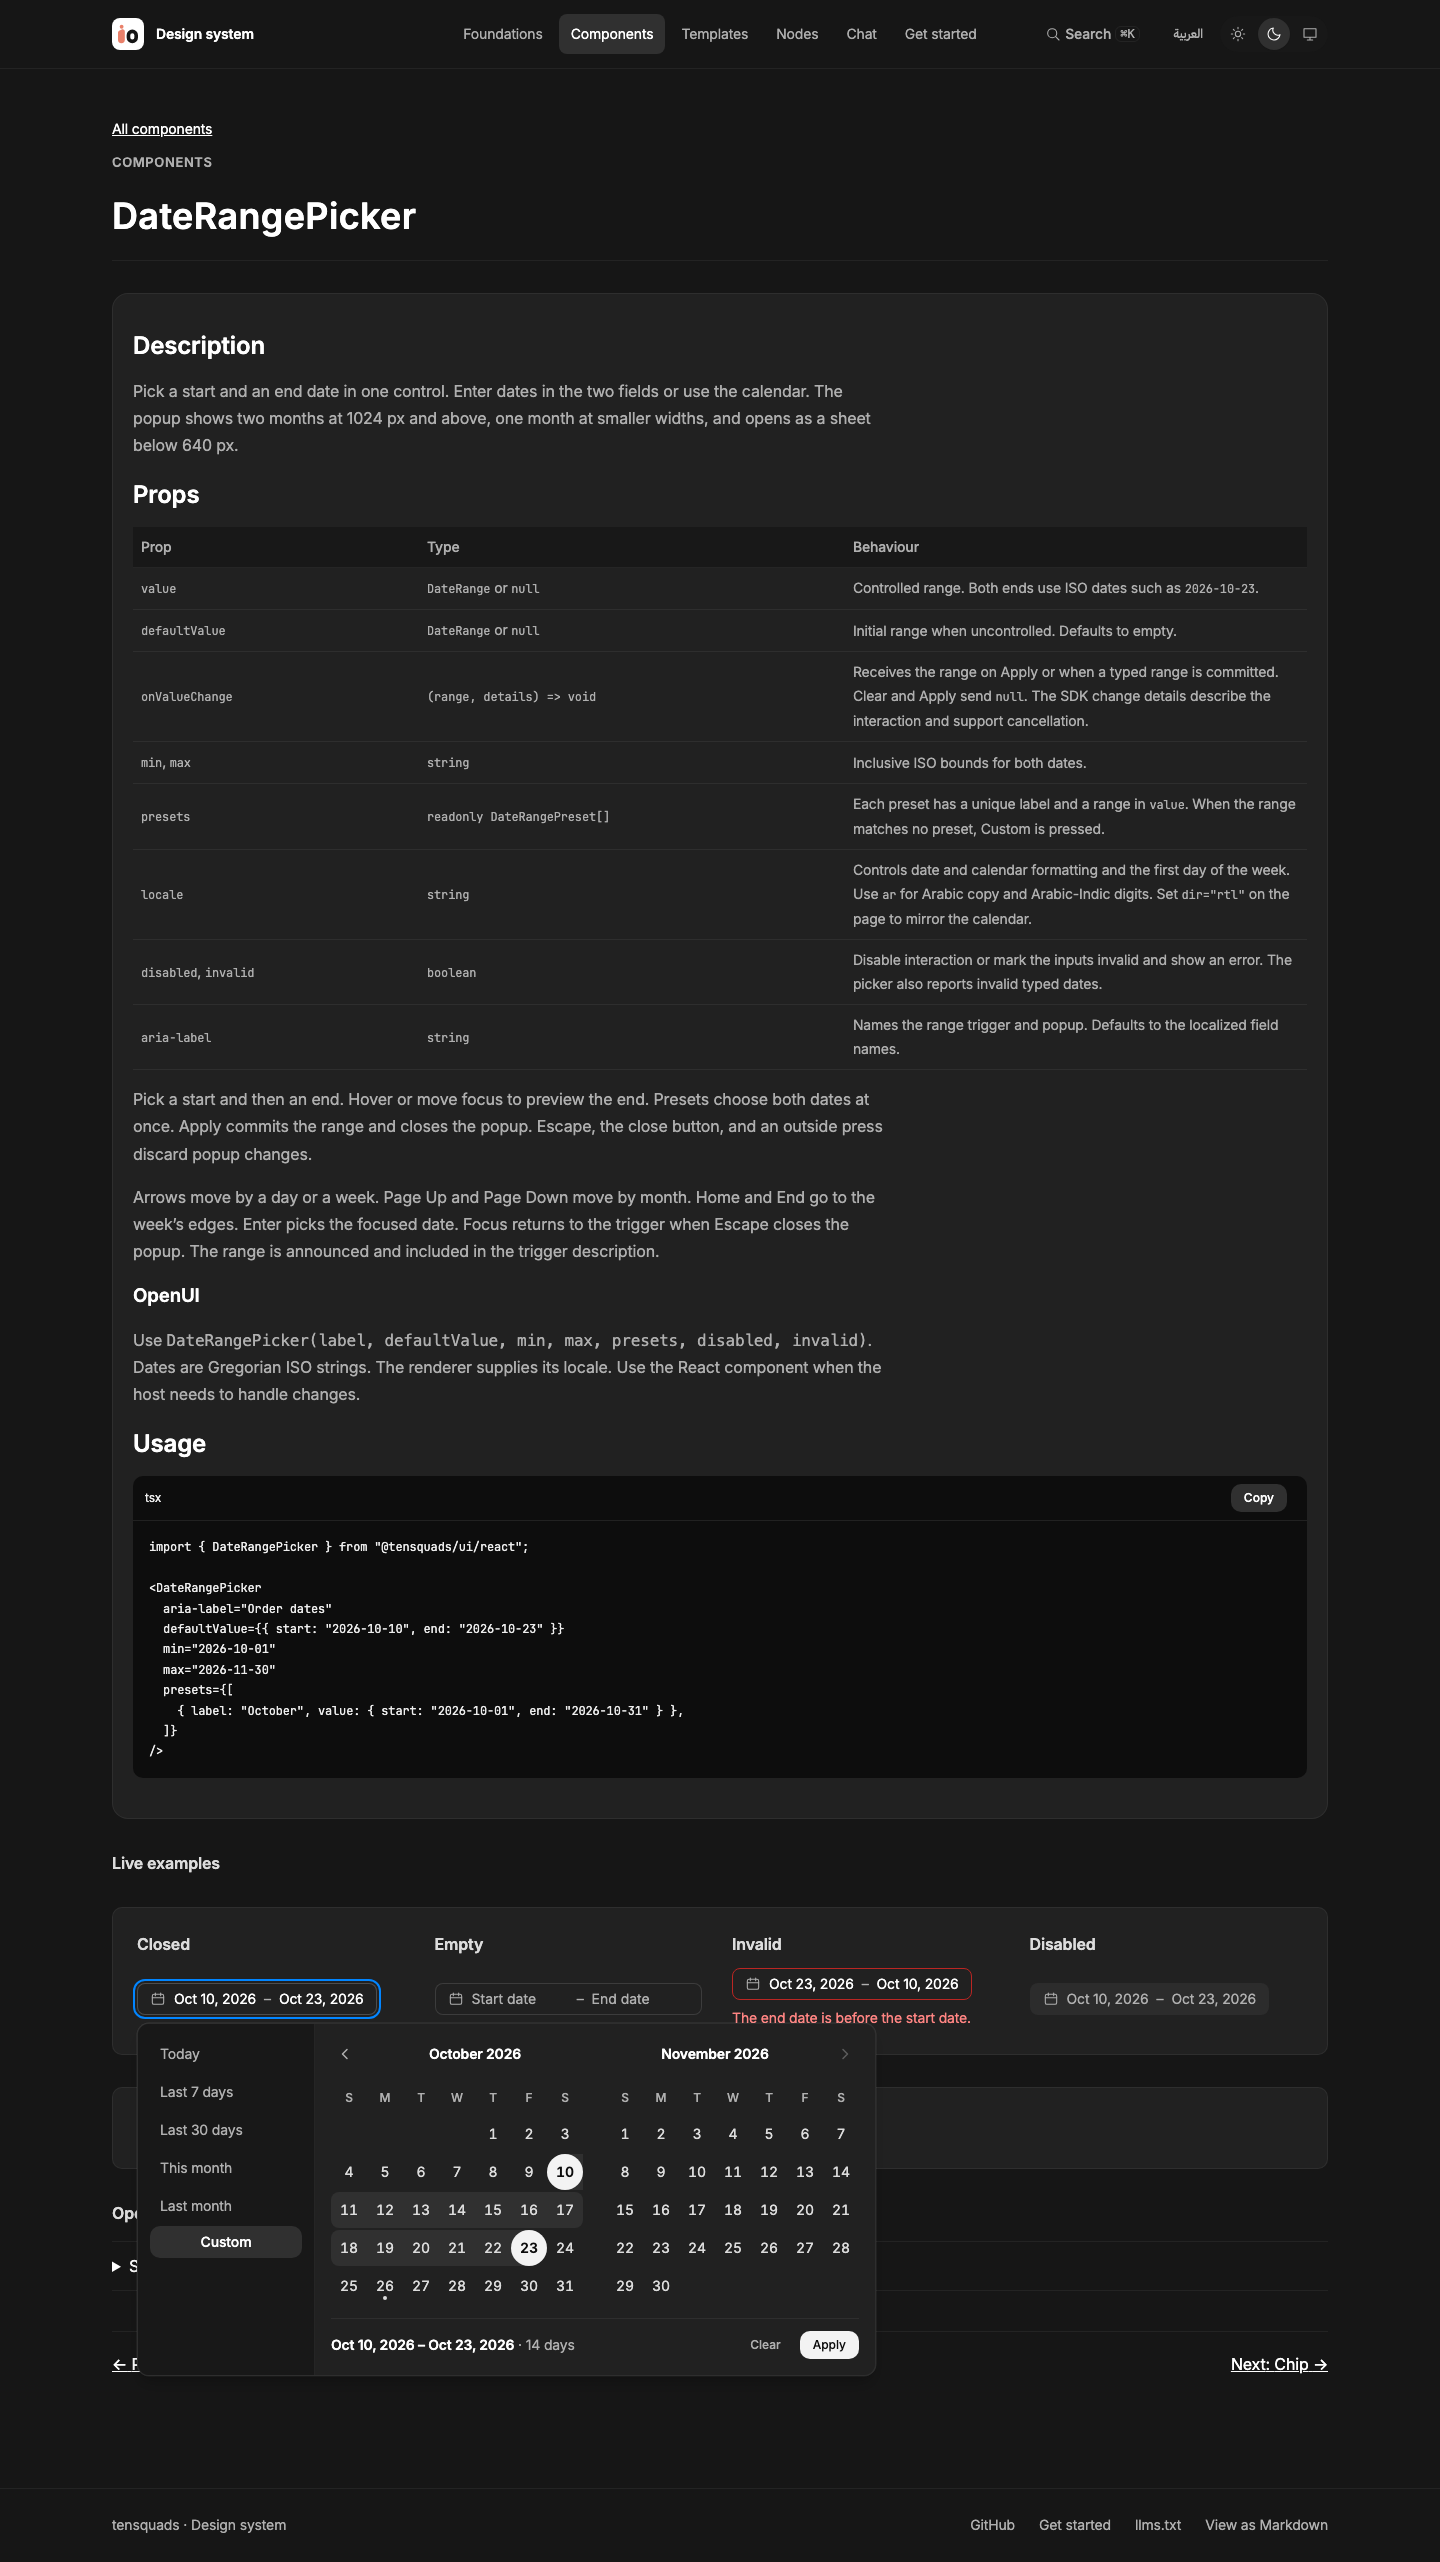 io Design system
Foundations Components Templates Nodes Chat Get started
Search ⌘K العربية
All components
COMPONENTS
DateRangePicker
Description
Pick a start and an end date in one control. Enter dates in the two fields or use the calendar. The
popup shows two months at 1024 px and above, one month at smaller widths, and opens as a sheet
below 640 px.
Props
Prop Type Behaviour
value DateRange or null Controlled range. Both ends use ISO dates such as 2026-10-23.
defaultValue DateRange or null Initial range when uncontrolled. Defaults to empty.
onValueChange (range, details) => void Receives the range on Apply or when a typed range is committed.
Clear and Apply send null. The SDK change details describe the
interaction and support cancellation.
min, max string Inclusive ISO bounds for both dates.
presets readonly DateRangePreset[] Each preset has a unique label and a range in value. When the range
matches no preset, Custom is pressed.
locale string Controls date and calendar formatting and the first day of the week.
Use ar for Arabic copy and Arabic-Indic digits. Set dir="rtl" on the
page to mirror the calendar.
disabled, invalid boolean Disable interaction or mark the inputs invalid and show an error. The
picker also reports invalid typed dates.
aria-label string Names the range trigger and popup. Defaults to the localized field
names.
Pick a start and then an end. Hover or move focus to preview the end. Presets choose both dates at
once. Apply commits the range and closes the popup. Escape, the close button, and an outside press
discard popup changes.
Arrows move by a day or a week. Page Up and Page Down move by month. Home and End go to the
week’s edges. Enter picks the focused date. Focus returns to the trigger when Escape closes the
popup. The range is announced and included in the trigger description.
OpenUI
Use DateRangePicker(label, defaultValue, min, max, presets, disabled, invalid).
Dates are Gregorian ISO strings. The renderer supplies its locale. Use the React component when the
host needs to handle changes.
Usage
tsx Copy
import { DateRangePicker } from "@tensquads/ui/react";
<DateRangePicker
aria-label="Order dates"
defaultValue={{ start: "2026-10-10", end: "2026-10-23" }}
min="2026-10-01"
max="2026-11-30"
presets={[
{ label: "October", value: { start: "2026-10-01", end: "2026-10-31" } },
]}
/>
Live examples
Closed Empty Invalid Disabled
Oct 10, 2026 – Oct 23, 2026 Start date – End date Oct 23, 2026 – Oct 10, 2026 Oct 10, 2026 – Oct 23, 2026
The end date is before the start date.
Today
Last 7 days
Last 30 days
This month
Last month
Custom
October 2026 November 2026
S M T W T F S S M T W T F S
1 2 3 1 2 3 4 5 6 7
4 5 6 7 8 9 10 8 9 10 11 12 13 14
11 12 13 14 15 16 17 15 16 17 18 19 20 21
18 19 20 21 22 23 24 22 23 24 25 26 27 28
25 26 27 28 29 30 31 29 30
Oct 10, 2026 – Oct 23, 2026 · 14 days Clear Apply
Next: Chip →
tensquads · Design system GitHub Get started llms.txt View as Markdown